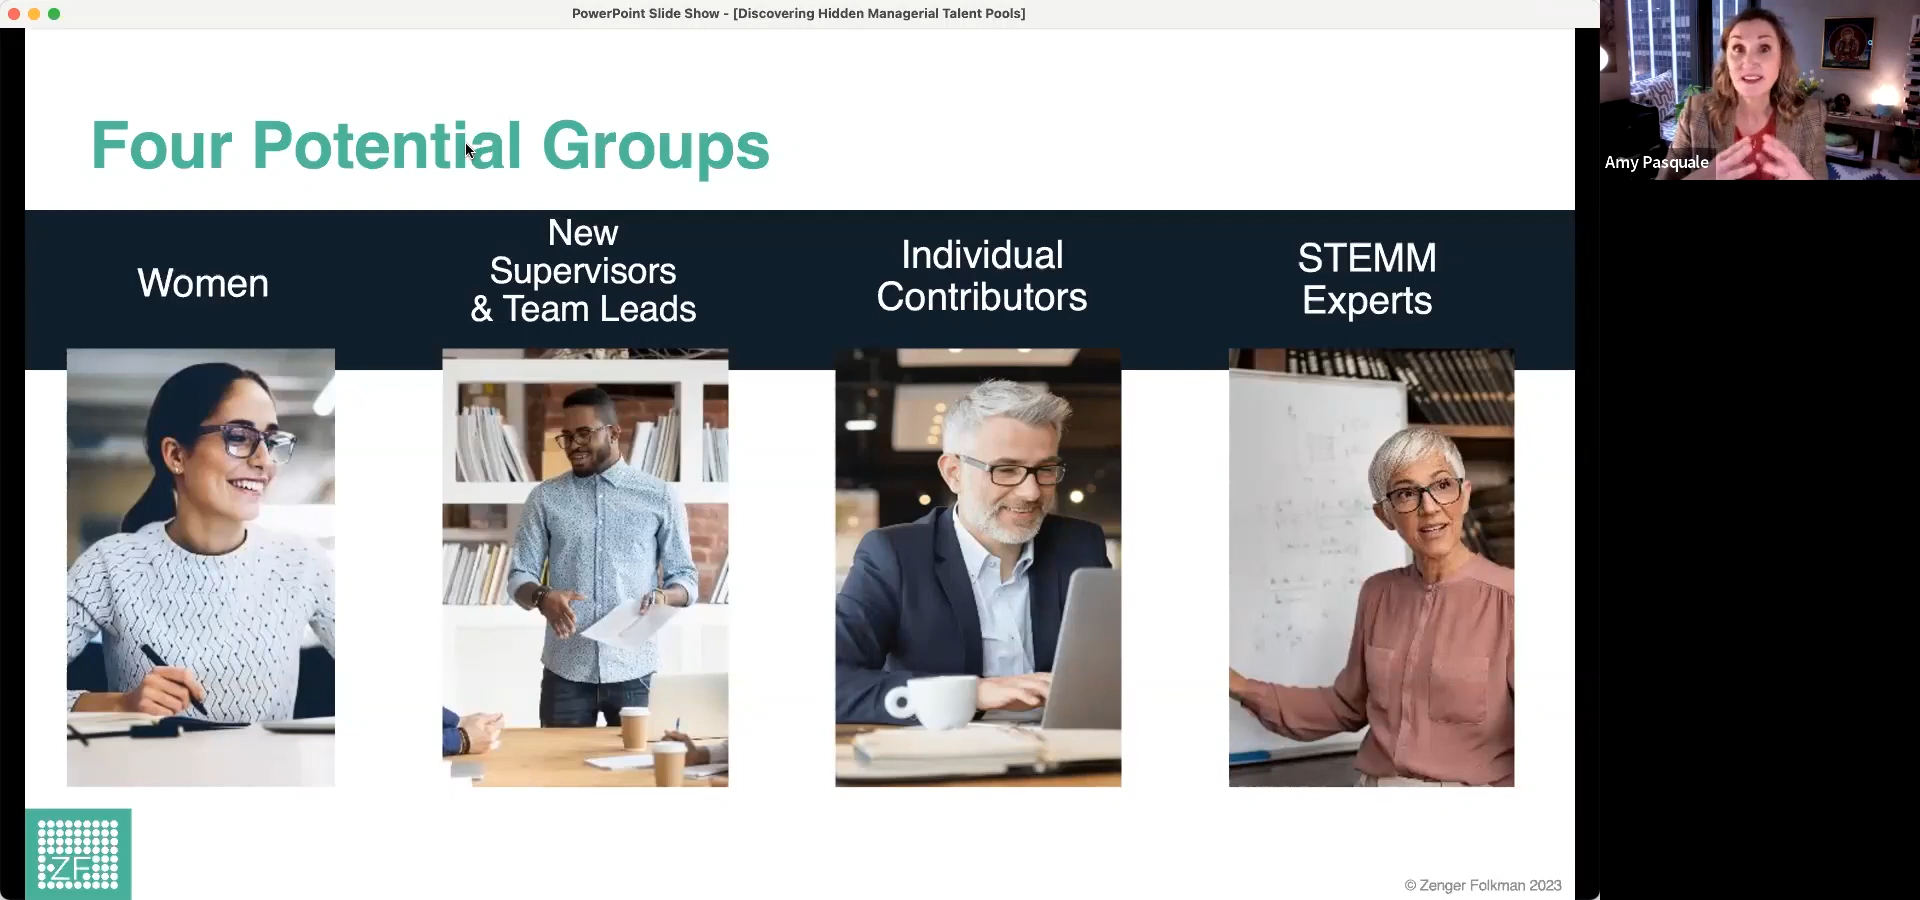 PowerPoint Slide Show - [Discovering Hidden Managerial Talent Pools]
Four Potential Groups
Women
New
Supervisors
& Team Leads
Individual
Contributors
STEMM
Experts
ZF
© Zenger Folkman 2023
Amy Pasquale